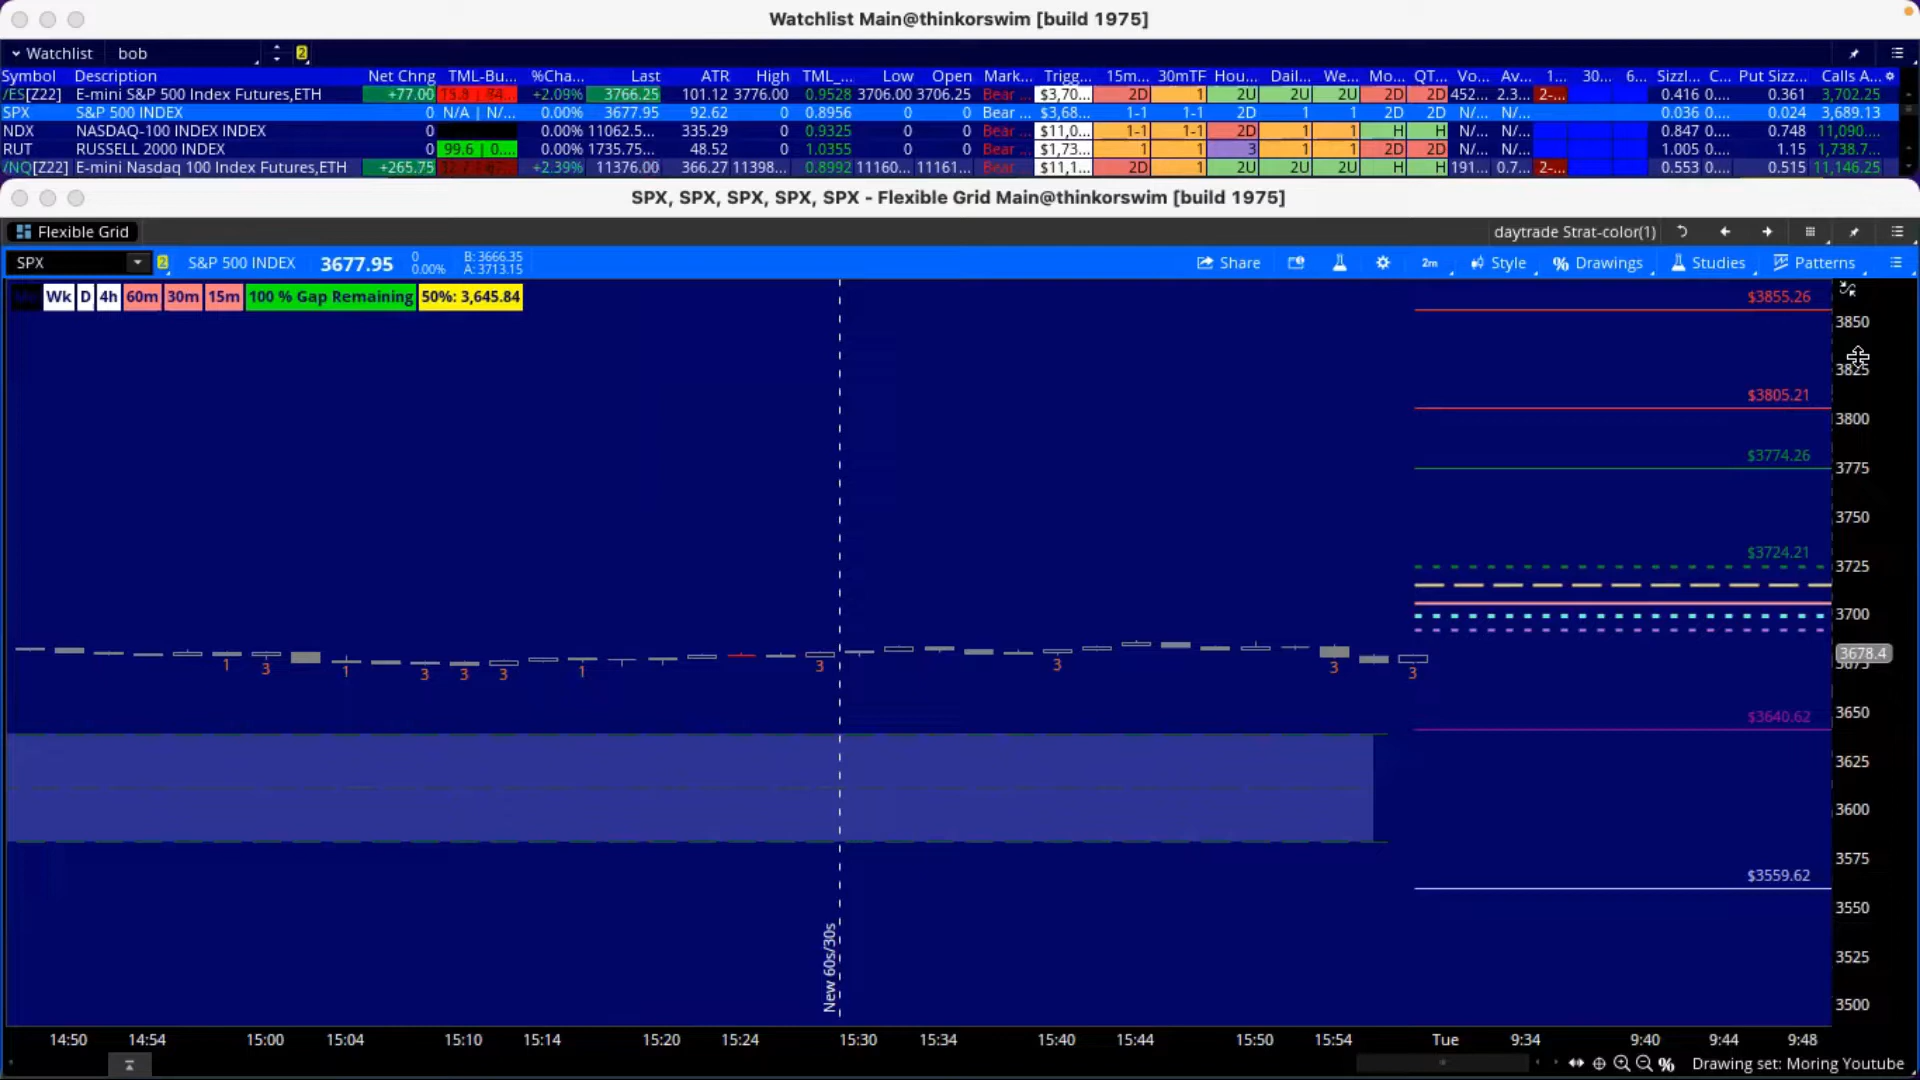 Watchlist Main@thinkorswim [build 1975]
Watchlist bob 2
Symbol Description Net Chng TML-Bu... %Cha... Last ATR High TML_... Low Open Mark... Trigg... 15m... 30mTF Hou... Dail... We... Mo... QT... Vo... Av... 1... 30... 6... Sizzl... C... Put Sizz... Calls A...
/ES[Z22] E-mini S&P 500 Index Futures,ETH +77.00 +2.09% 3766.25 101.12 3776.00 0.9528 3706.00 3706.25 Bear ... $3,70... 2D 1 2U 2U 2U 2D 2D 452... 2.3... 2-... 0.416 0.... 0.361 3,702.25
SPX S&P 500 INDEX 0 N/A | N/... 0.00% 3677.95 92.62 0 0.8956 0 0 Bear ... $3,68... 1-1 1-1 2D 1 1 2D 2D N/... N/... 0.036 0.... 0.024 3,689.13
NDX NASDAQ-100 INDEX INDEX 0 0.00% 11062.5... 335.29 0 0.9325 0 0 Bear ... $11,0... 1-1 1-1 2D 1 1 H H N/... N/... 0.847 0.... 0.748 11,090....
RUT RUSSELL 2000 INDEX 0 99.6 | 0.... 0.00% 1735.75... 48.52 0 1.0355 0 0 Bear ... $1,73... 1 1 3 1 1 2D 2D N/... N/... 1.005 0.... 1.15 1,738.7...
/NQ[Z22] E-mini Nasdaq 100 Index Futures,ETH +265.75 +2.39% 11376.00 366.27 11398... 0.8992 11160... 11161... Bear ... $11,1... 2D 1 2U 2U 2U H H 191... 0.7... 2-... 0.553 0.... 0.515 11,146.25
SPX, SPX, SPX, SPX, SPX - Flexible Grid Main@thinkorswim [build 1975]
Flexible Grid daytrade Strat-color(1)
SPX 2 S&P 500 INDEX 3677.95 0 B: 3666.35 Share 2m Style % Drawings Studies Patterns
0.00% A: 3713.15
Wk D 4h 60m 30m 15m 100 % Gap Remaining 50%: 3,645.84
$3855.26
3850
3825
$3805.21
3800
$3774.26
3775
3750
$3724.21
3725
3700
3678.4
3675
1 3 1 3 3 3 1 3 3 3 3
$3640.62
3650
3625
3600
3575
$3559.62
3550
3525
3500
New 60s/30s
14:50 14:54 15:00 15:04 15:10 15:14 15:20 15:24 15:30 15:34 15:40 15:44 15:50 15:54 Tue 9:34 9:40 9:44 9:48
% Drawing set: Moring Youtube